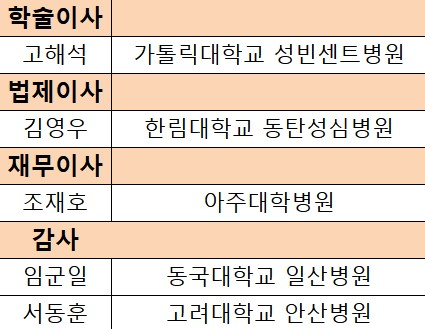 학술이사
고해석 가톨릭대학교 성빈센트병원
법제이사
김영우 한림대학교 동탄성심병원
재무이사
조재호 아주대학병원
감사
임군일 동국대학교 일산병원
서동훈 고려대학교 안산병원